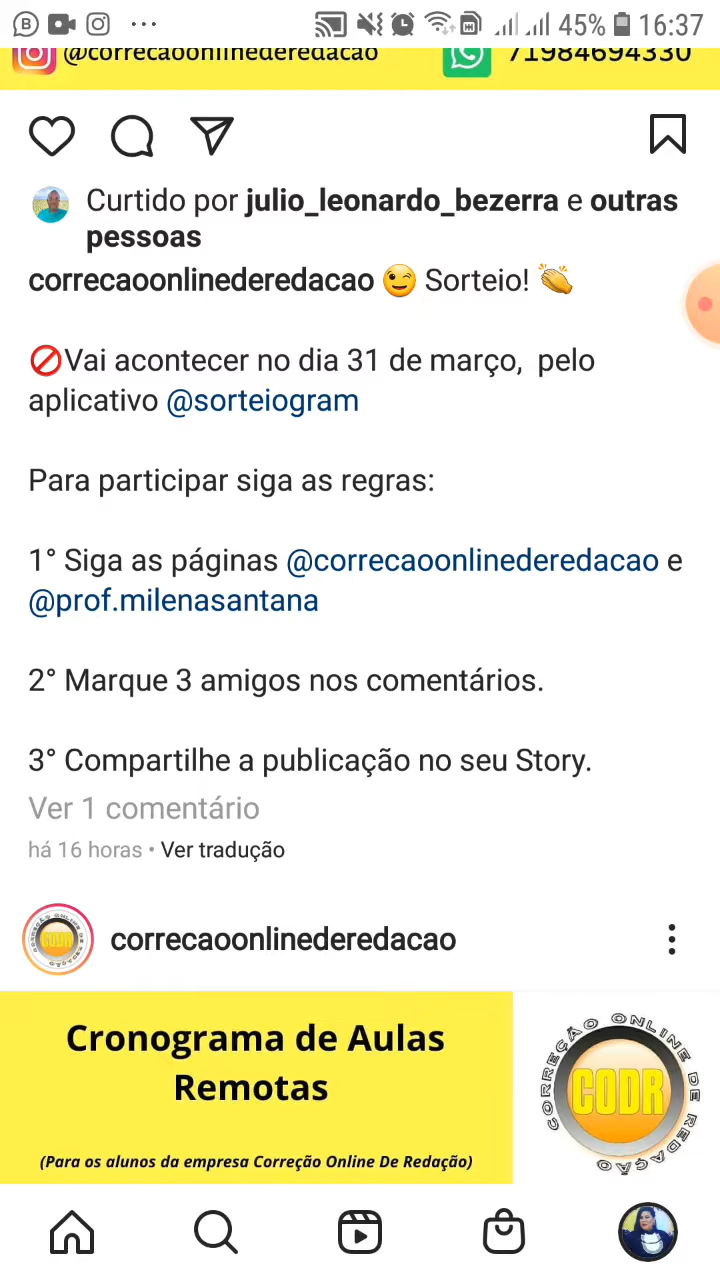 45% 16:37
@correcaoonlinederedacao 71984694330
Curtido por julio_leonardo_bezerra e outras
pessoas
correcaoonlinederedacao 😉 Sorteio! 👏
🚫Vai acontecer no dia 31 de março, pelo
aplicativo @sorteiogram
Para participar siga as regras:
1° Siga as páginas @correcaoonlinederedacao e
@prof.milenasantana
2° Marque 3 amigos nos comentários.
3° Compartilhe a publicação no seu Story.
Ver 1 comentário
há 16 horas • Ver tradução
correcaoonlinederedacao
Cronograma de Aulas
Remotas
(Para os alunos da empresa Correção Online De Redação)
CORREÇÃO ONLINE DE REDAÇÃO
CODR